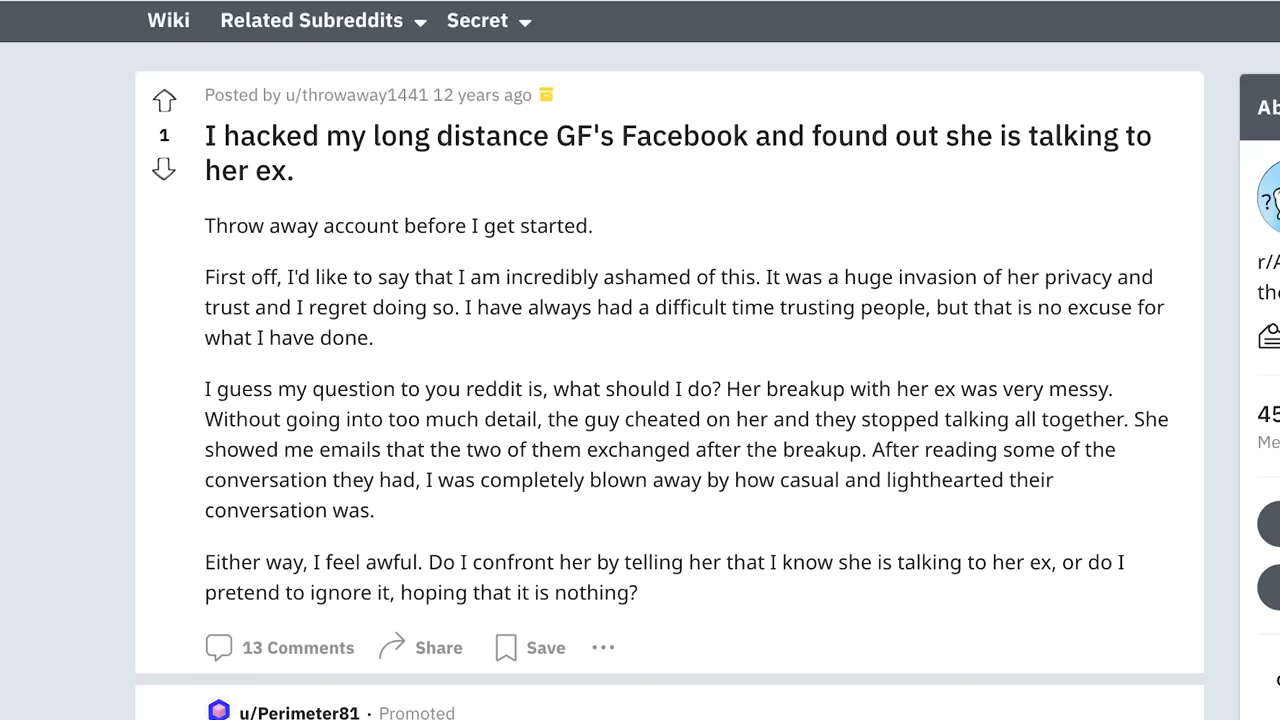 Wiki Related Subreddits Secret
Posted by u/throwaway1441 12 years ago
1
I hacked my long distance GF's Facebook and found out she is talking to
her ex.
Throw away account before I get started.
First off, I'd like to say that I am incredibly ashamed of this. It was a huge invasion of her privacy and
trust and I regret doing so. I have always had a difficult time trusting people, but that is no excuse for
what I have done.
I guess my question to you reddit is, what should I do? Her breakup with her ex was very messy.
Without going into too much detail, the guy cheated on her and they stopped talking all together. She
showed me emails that the two of them exchanged after the breakup. After reading some of the
conversation they had, I was completely blown away by how casual and lighthearted their
conversation was.
Either way, I feel awful. Do I confront her by telling her that I know she is talking to her ex, or do I
pretend to ignore it, hoping that it is nothing?
13 Comments Share Save
u/Perimeter81 · Promoted
Ab
?
r/A
the
45
Me